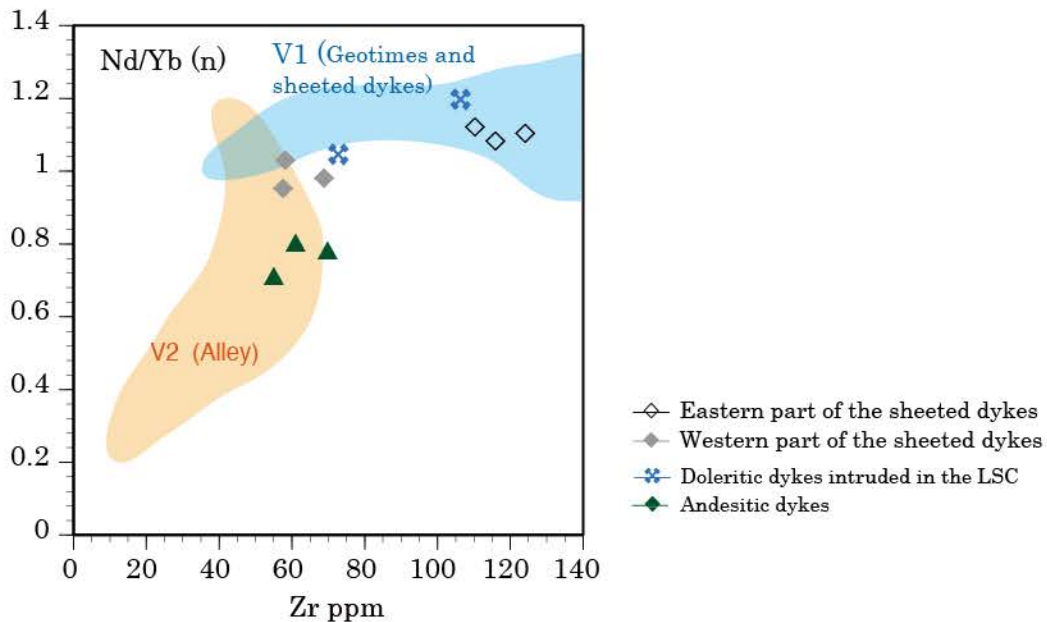 1.4
Nd/Yb (n)
V1 (Geotimes and
sheeted dykes)
1.2
1
0.8
0.6
V2 (Alley)
0.4
0.2
0
0 20 40 60 80 100 120 140
Zr ppm
Eastern part of the sheeted dykes
Western part of the sheeted dykes
Doleritic dykes intruded in the LSC
Andesitic dykes